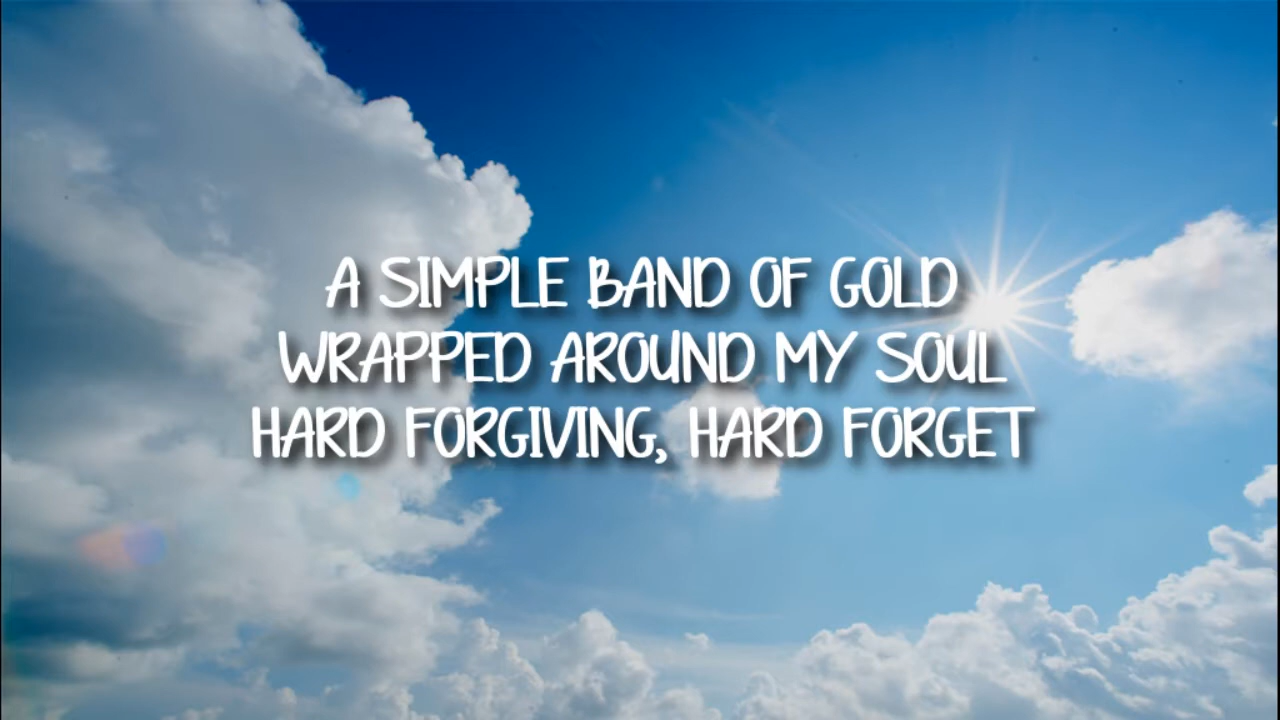 A SIMPLE BAND OF GOLD
WRAPPED AROUND MY SOUL
HARD FORGIVING, HARD FORGET